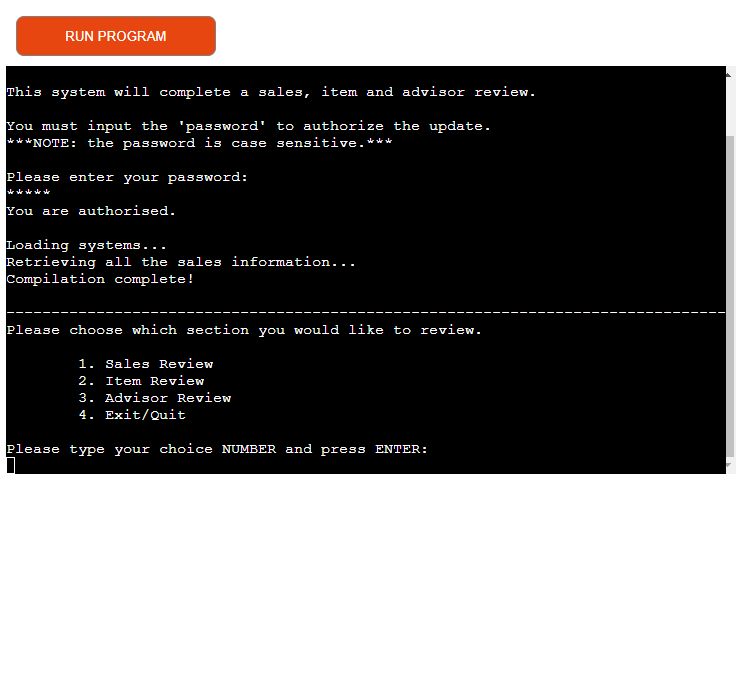 RUN PROGRAM
This system will complete a sales, item and advisor review.
You must input the 'password' to authorize the update.
***NOTE: the password is case sensitive.***
Please enter your password:
*****
You are authorised.
Loading systems...
Retrieving all the sales information...
Compilation complete!
--------------------------------------------------------------------------------
Please choose which section you would like to review.
1. Sales Review
2. Item Review
3. Advisor Review
4. Exit/Quit
Please type your choice NUMBER and press ENTER: